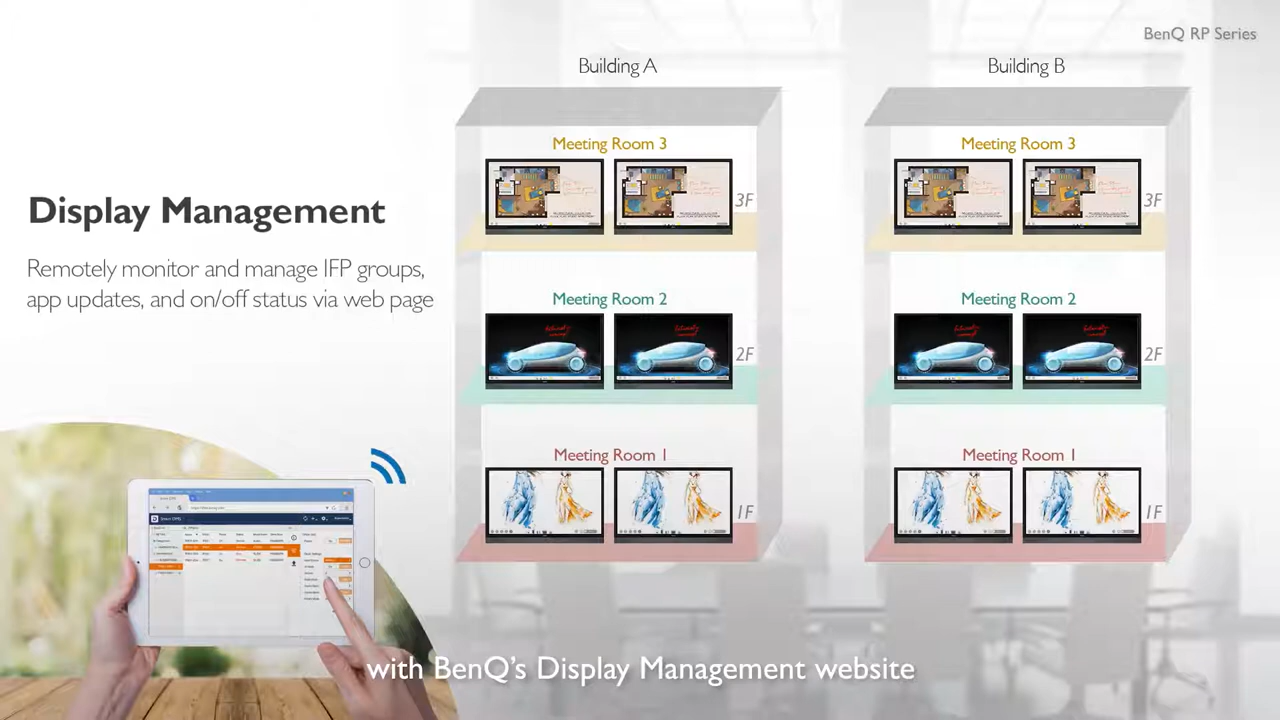 BenQ RP Series
Building A
Building B
Meeting Room 3
Meeting Room 3
3F
3F
Display Management
Remotely monitor and manage IFP groups,
app updates, and on/off status via web page
Meeting Room 2
Meeting Room 2
2F
2F
Meeting Room 1
Meeting Room 1
1F
1F
with BenQ's Display Management website